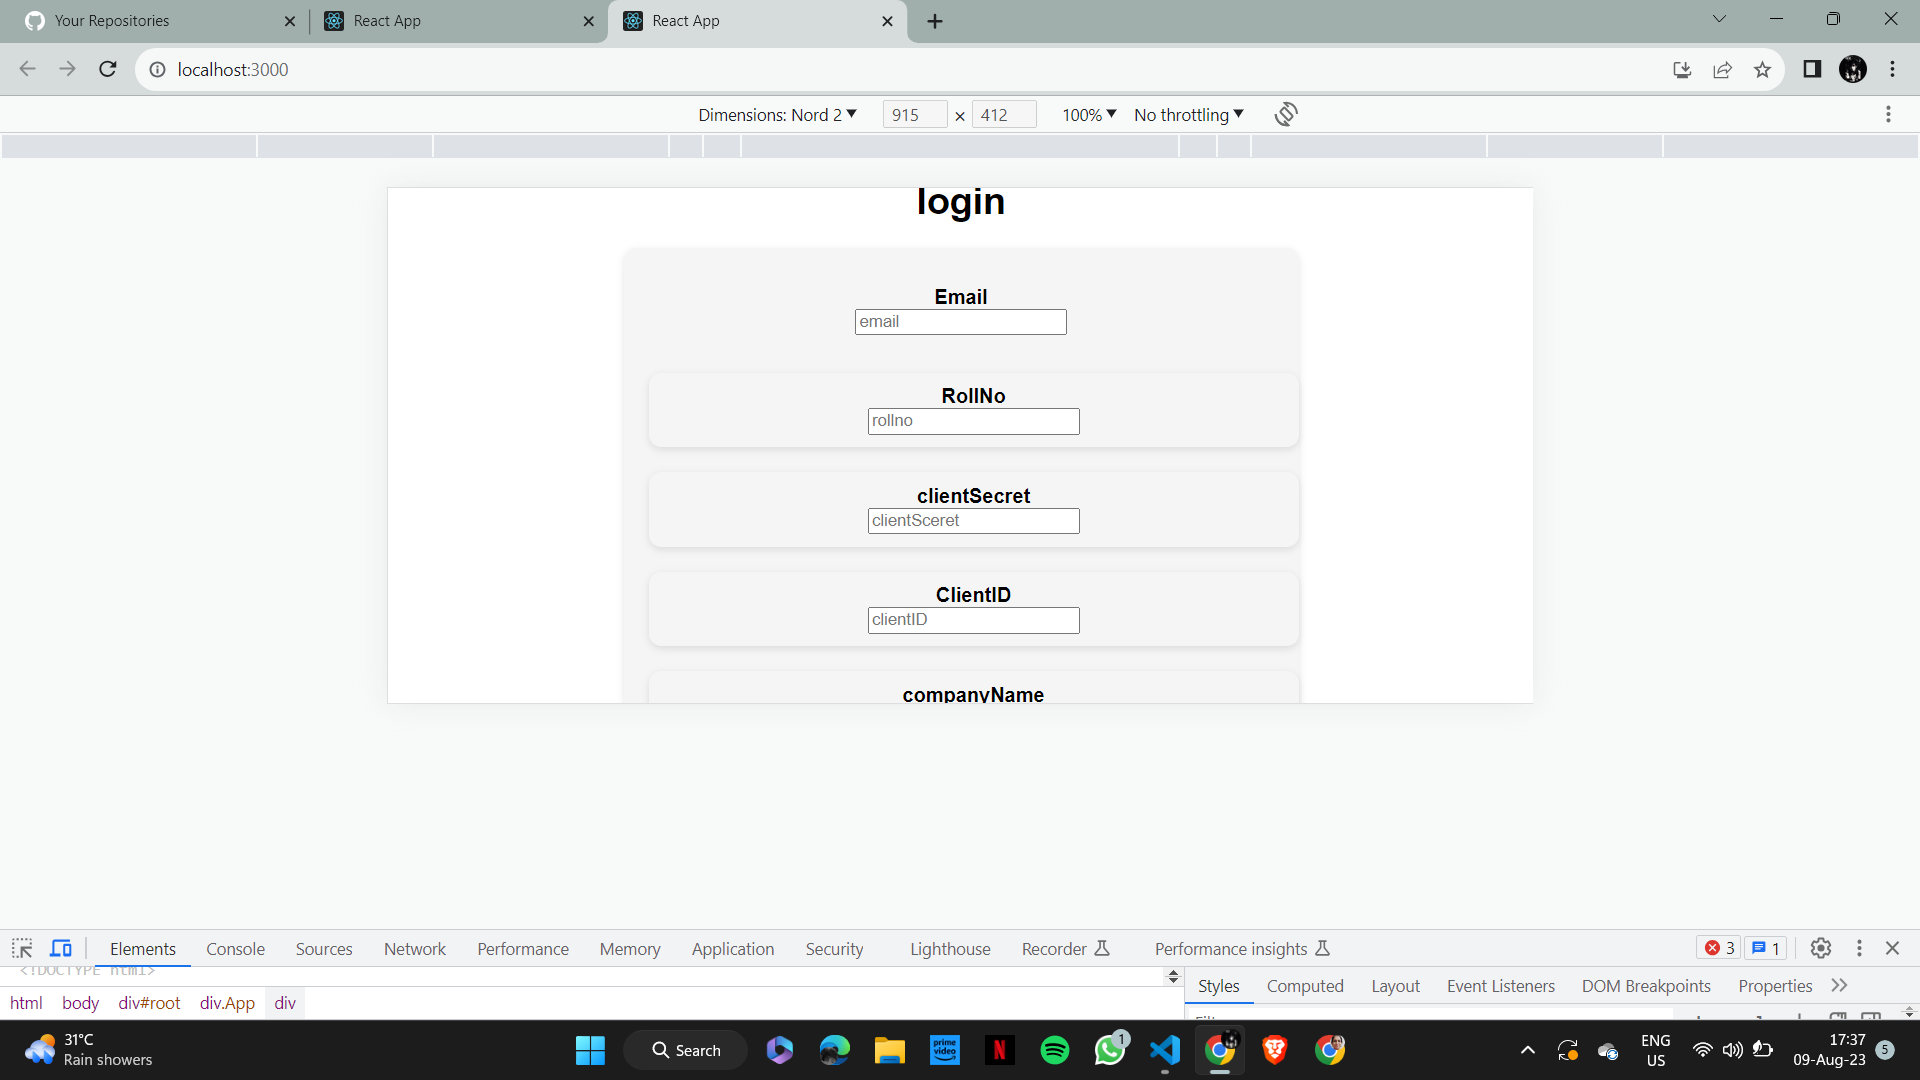 Your Repositories
React App
React App
localhost:3000
Dimensions: Nord 2 915 × 412 100% No throttling
login
Email
email
RollNo
rollno
clientSecret
clientSceret
ClientID
clientID
companyName
Elements Console Sources Network Performance Memory Application Security Lighthouse Recorder Performance insights 3 1
<!DOCTYPE html>
html body div#root div.App div
Styles Computed Layout Event Listeners DOM Breakpoints Properties
31°C
Rain showers
Search
prime video
N
1
ENG
US
17:37
09-Aug-23
5